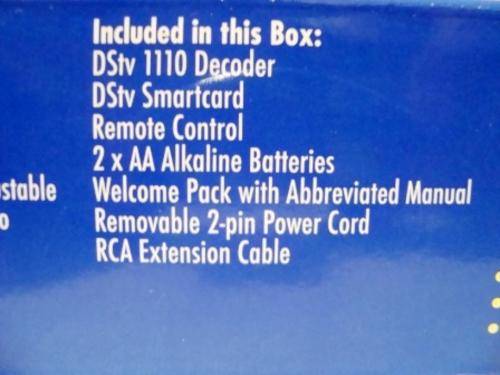 Included in this Box:
DStv 1110 Decoder
DStv Smartcard
Remote Control
2 x AA Alkaline Batteries
Welcome Pack with Abbreviated Manual
Removable 2-pin Power Cord
RCA Extension Cable